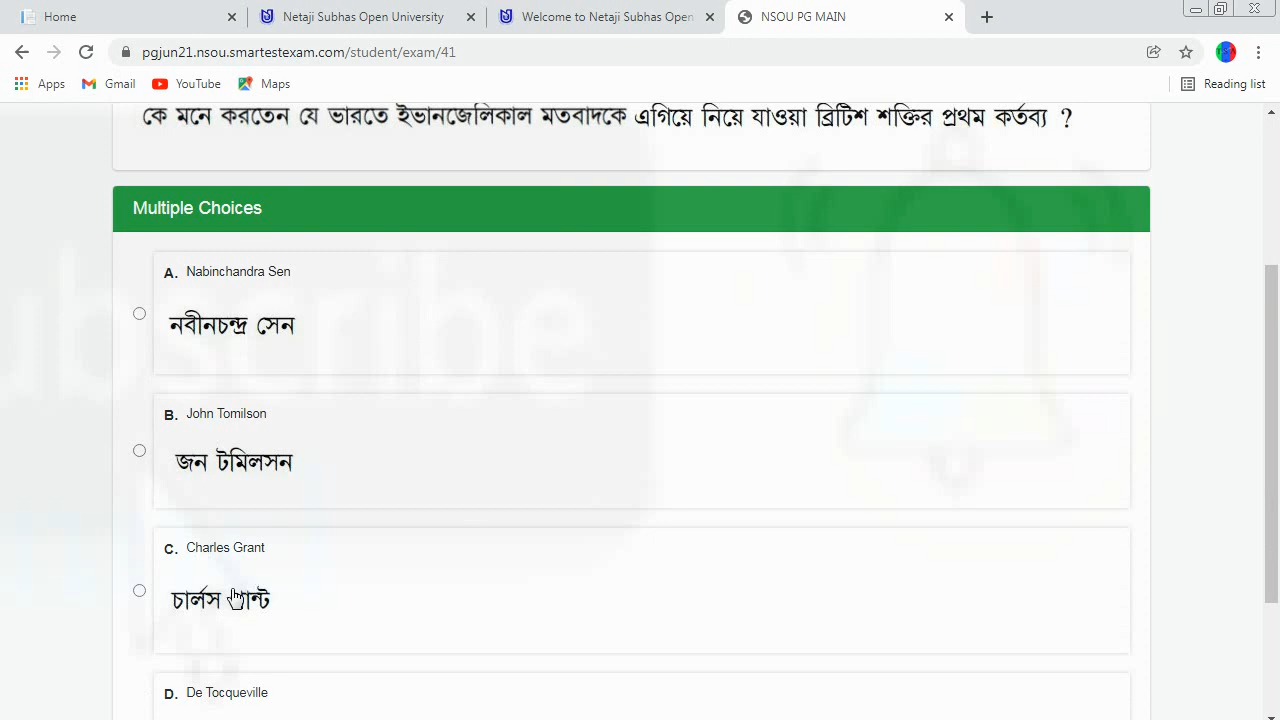 Home
Netaji Subhas Open University
Welcome to Netaji Subhas Open
NSOU PG MAIN
pgjun21.nsou.smartestexam.com/student/exam/41
Apps
Gmail
YouTube
Maps
Reading list
কে মনে করতেন যে ভারতে ইভানজেলিকাল মতবাদকে এগিয়ে নিয়ে যাওয়া ব্রিটিশ শক্তির প্রথম কর্তব্য ?
Multiple Choices
A. Nabinchandra Sen
নবীনচন্দ্র সেন
B. John Tomilson
জন টমিলসন
C. Charles Grant
চার্লস
D. De Tocqueville
ubscribe